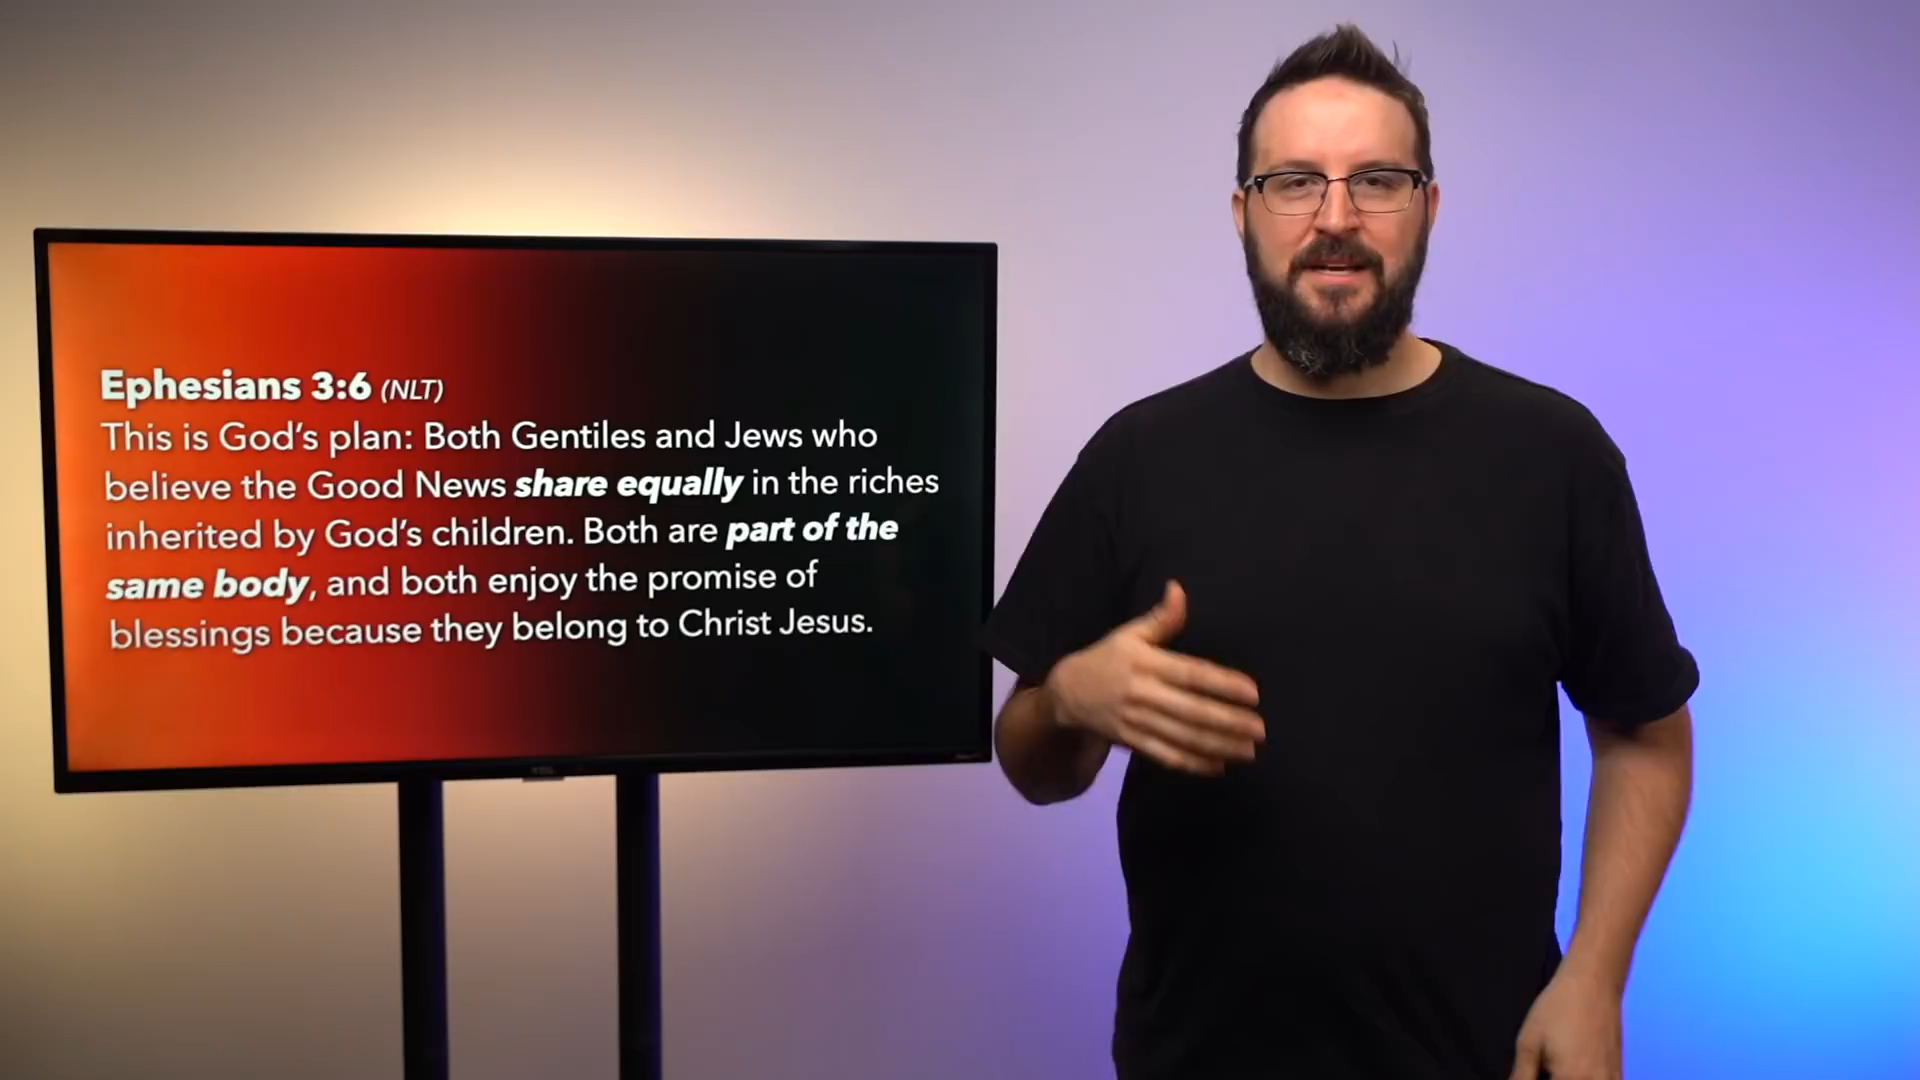 Ephesians 3:6 (NLT)
This is God's plan: Both Gentiles and Jews who
believe the Good News share equally in the riches
inherited by God's children. Both are part of the
same body, and both enjoy the promise of
blessings because they belong to Christ Jesus.